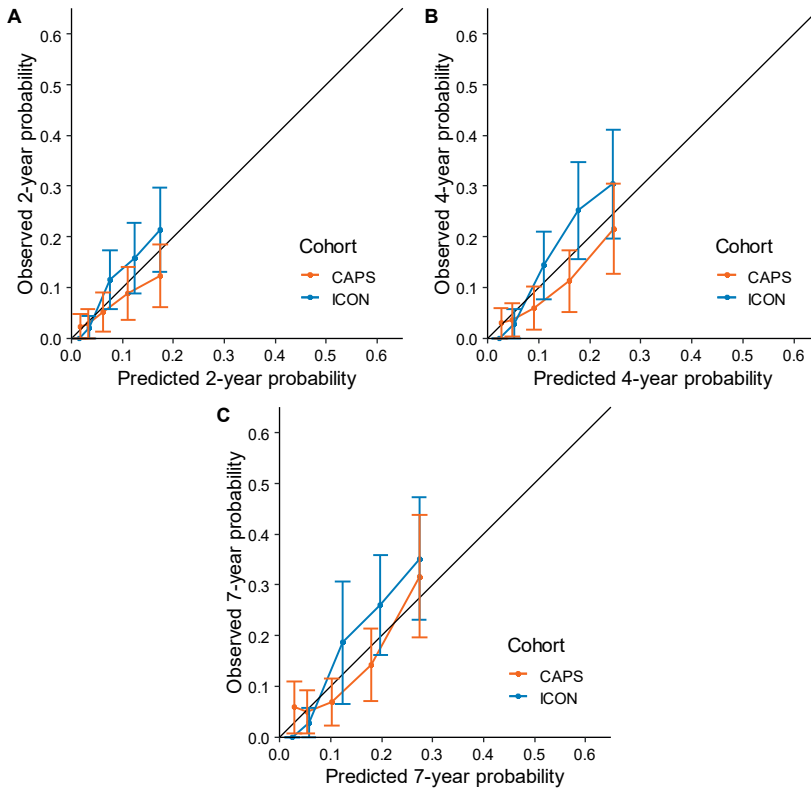 A
Observed 2-year probability
0.6
0.5
0.4
0.3
0.2
0.1
0.0
0.0 0.1 0.2 0.3 0.4 0.5 0.6
Predicted 2-year probability
Cohort
CAPS
ICON
B
Observed 4-year probability
0.6
0.5
0.4
0.3
0.2
0.1
0.0
0.0 0.1 0.2 0.3 0.4 0.5 0.6
Predicted 4-year probability
Cohort
CAPS
ICON
C
Observed 7-year probability
0.6
0.5
0.4
0.3
0.2
0.1
0.0
0.0 0.1 0.2 0.3 0.4 0.5 0.6
Predicted 7-year probability
Cohort
CAPS
ICON